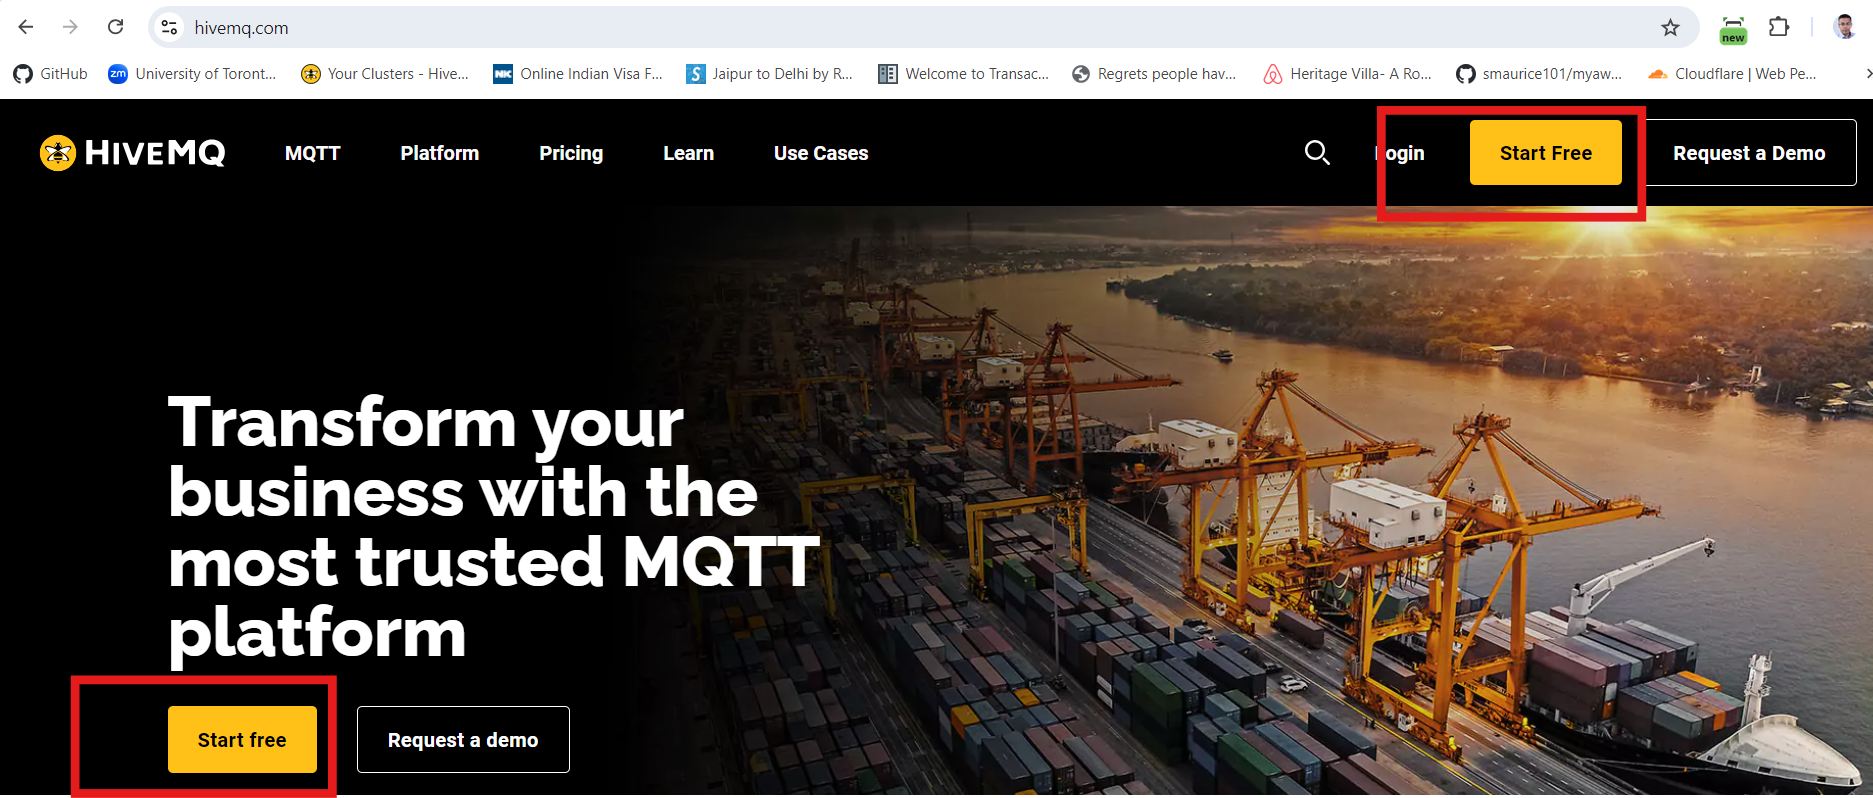 hivemq.com
new
GitHub
zm
University of Toront...
Your Clusters - Hive...
NK
Online Indian Visa F...
S
Jaipur to Delhi by R...
Welcome to Transac...
Regrets people hav...
Heritage Villa- A Ro...
smaurice101/myaw...
Cloudflare | Web Pe...
HIVEMQ
MQTT
Platform
Pricing
Learn
Use Cases
Login
Start Free
Request a Demo
Transform your
business with the
most trusted MQTT
platform
Start free
Request a demo